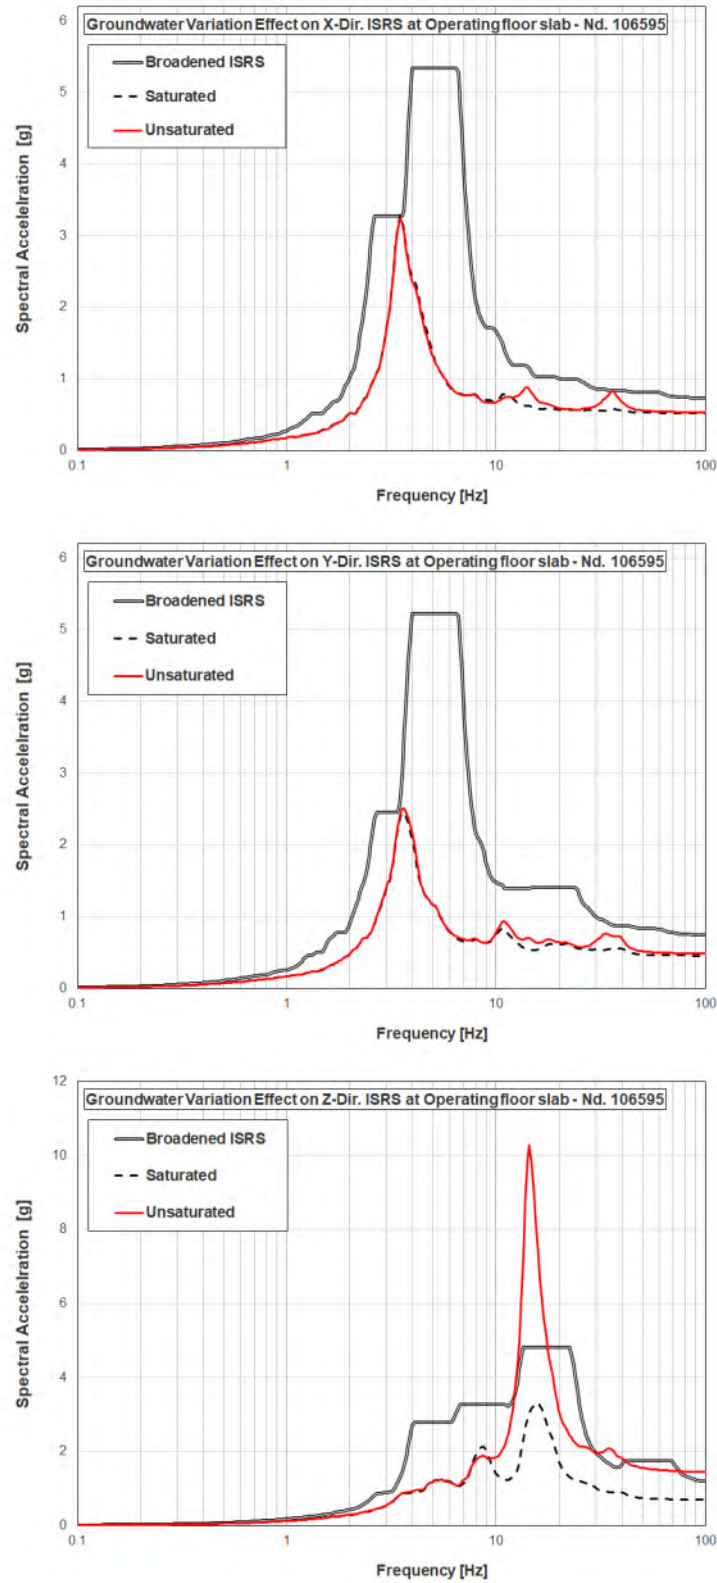 Groundwater Variation Effect on X-Dir. ISRS at Operating floor slab - Nd. 106595
Broadened ISRS
Saturated
Unsaturated
Spectral Accelelration [g]
6
5
4
3
2
1
0
0.1
1
10
100
Frequency [Hz]
Groundwater Variation Effect on Y-Dir. ISRS at Operating floor slab - Nd. 106595
Broadened ISRS
Saturated
Unsaturated
Spectral Accelelration [g]
6
5
4
3
2
1
0
0.1
1
10
100
Frequency [Hz]
Groundwater Variation Effect on Z-Dir. ISRS at Operating floor slab - Nd. 106595
Broadened ISRS
Saturated
Unsaturated
Spectral Accelelration [g]
12
10
8
6
4
2
0
0.1
1
10
100
Frequency [Hz]